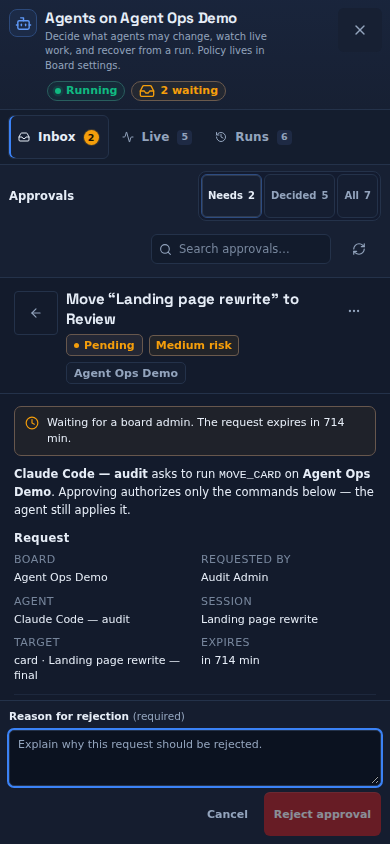 Agents on Agent Ops Demo
Decide what agents may change, watch live
work, and recover from a run. Policy lives in
Board settings.
Running 2 waiting
Inbox 2 Live 5 Runs 6
Approvals Needs 2 Decided 5 All 7
Search approvals...
Move “Landing page rewrite” to
Review
Pending Medium risk
Agent Ops Demo
Waiting for a board admin. The request expires in 714
min.
Claude Code — audit asks to run MOVE_CARD on Agent Ops
Demo. Approving authorizes only the commands below — the
agent still applies it.
Request
BOARD REQUESTED BY
Agent Ops Demo Audit Admin
AGENT SESSION
Claude Code — audit Landing page rewrite
TARGET EXPIRES
card · Landing page rewrite — in 714 min
final
Reason for rejection (required)
Explain why this request should be rejected.
Cancel Reject approval